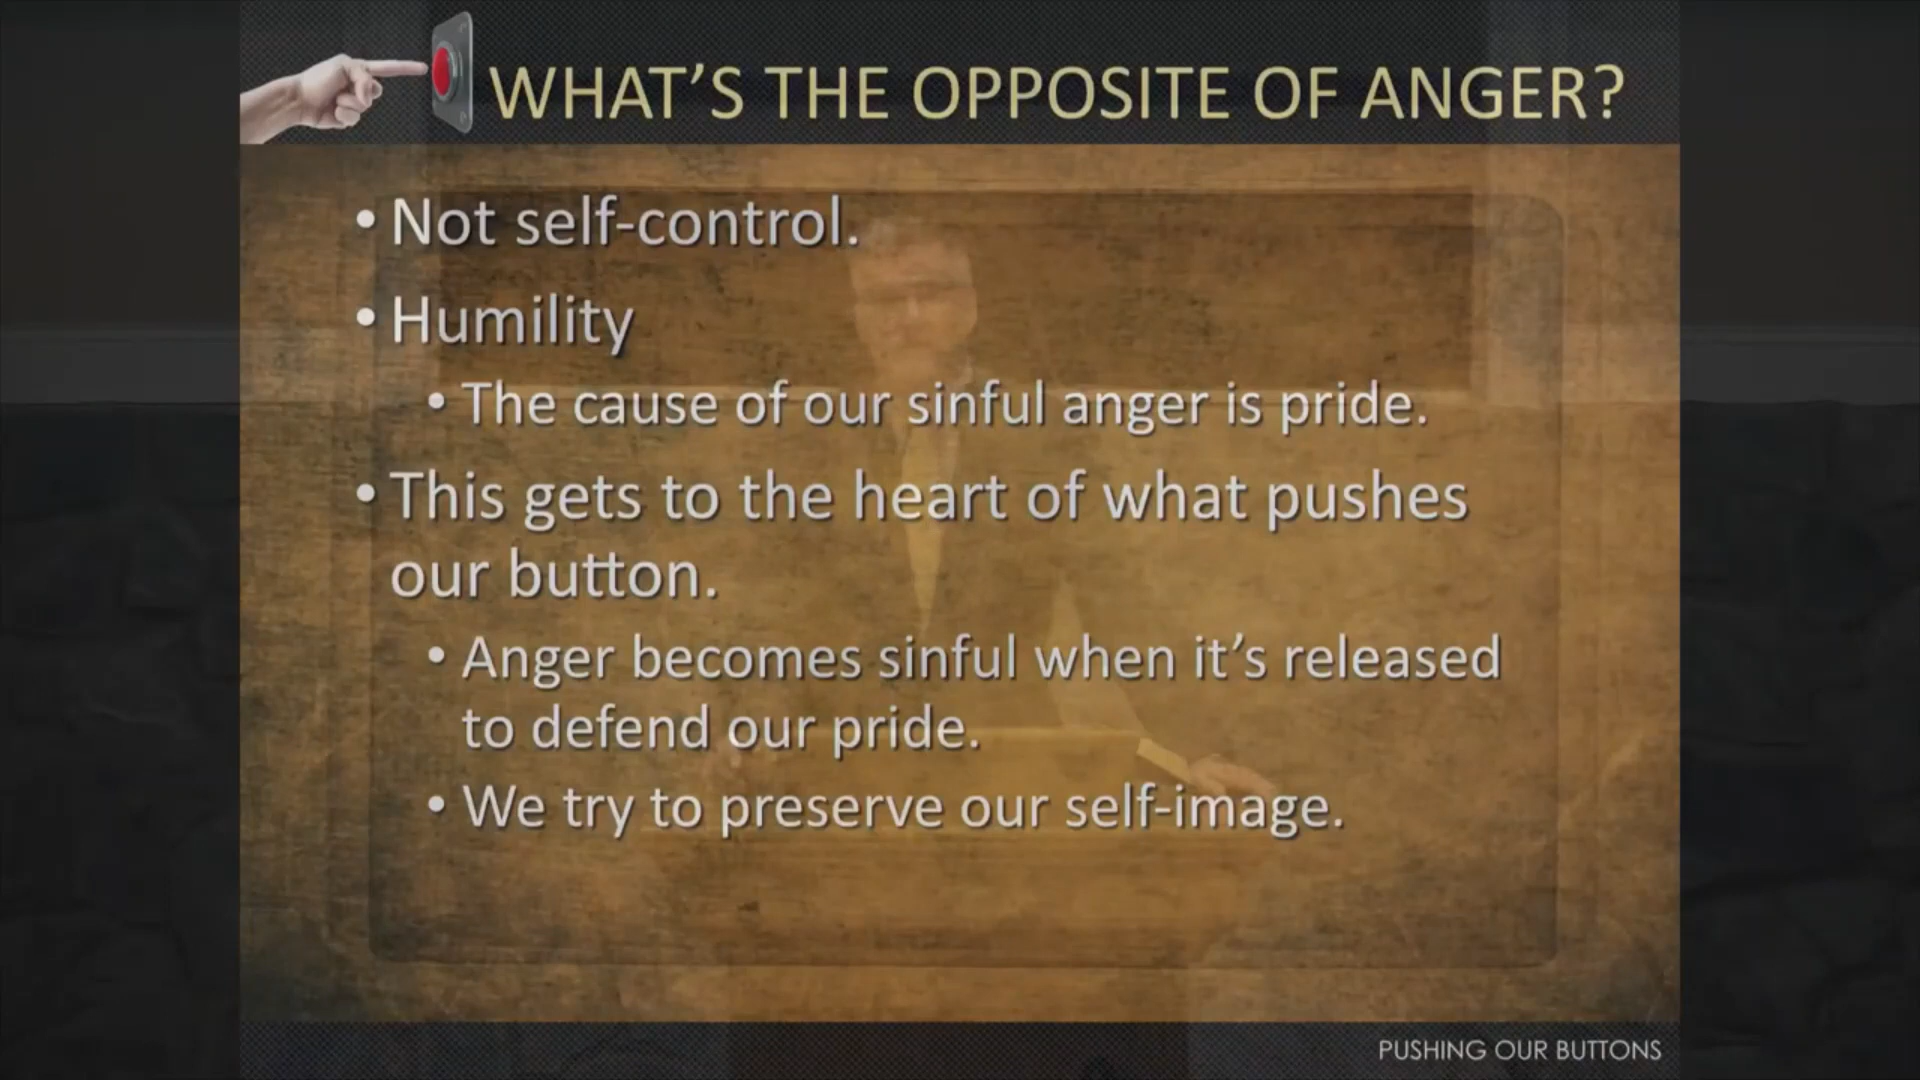 WHAT'S THE OPPOSITE OF ANGER?
• Not self-control.
• Humility
• The cause of our sinful anger is pride.
• This gets to the heart of what pushes
our button.
• Anger becomes sinful when it's released
to defend our pride.
• We try to preserve our self-image.
PUSHING OUR BUTTONS